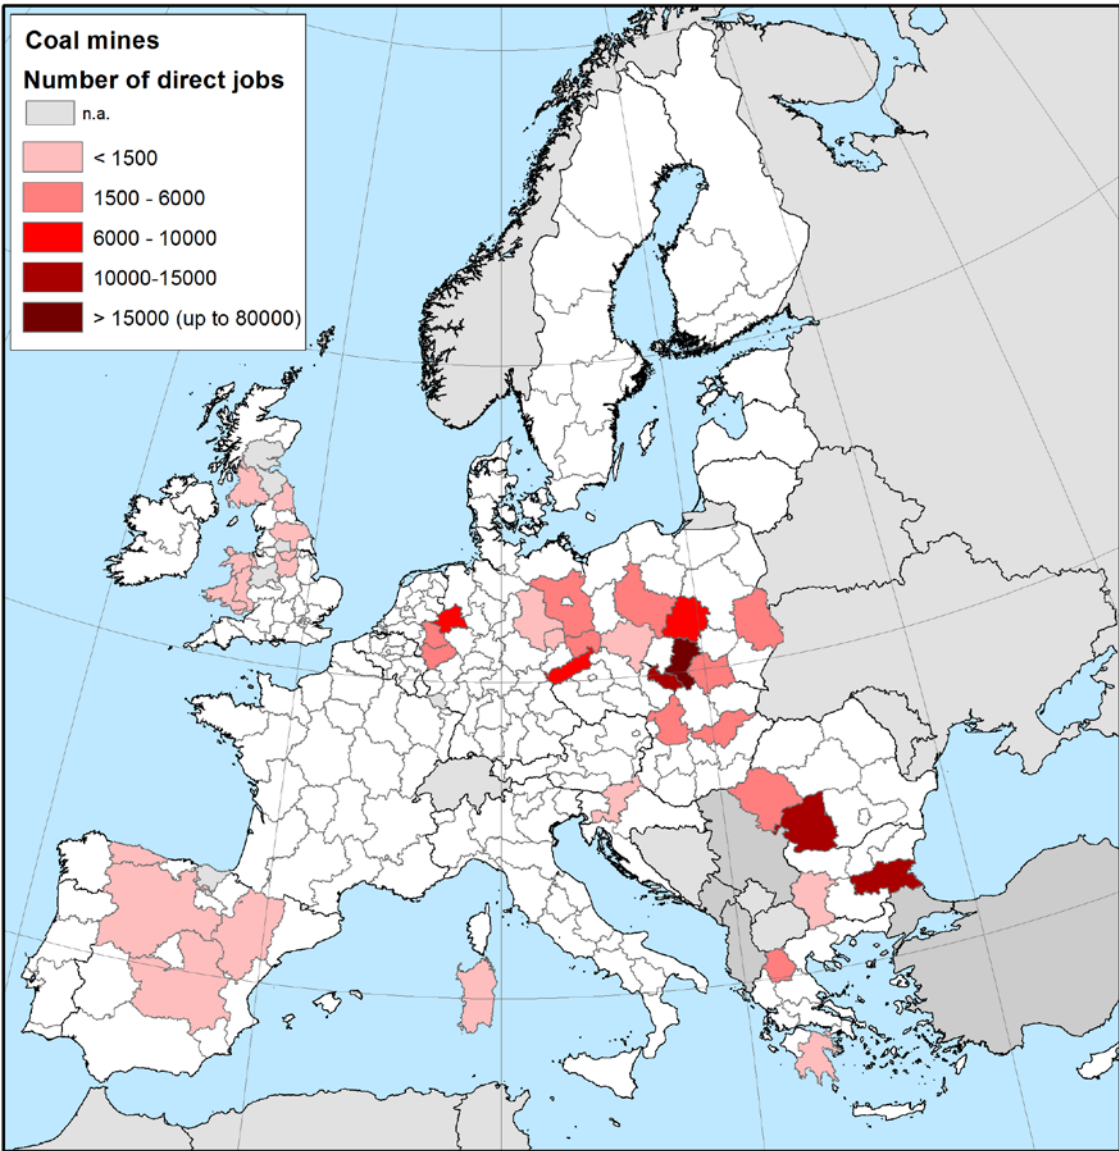 Coal mines
Number of direct jobs
n.a.
< 1500
1500 - 6000
6000 - 10000
10000-15000
> 15000 (up to 80000)